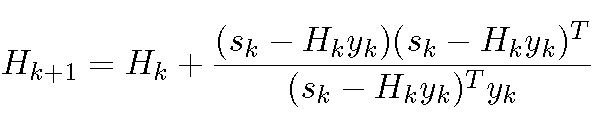 H_{k+1} = H_k + \frac{(s_k - H_k y_k)(s_k - H_k y_k)^T}{(s_k - H_k y_k)^T y_k}